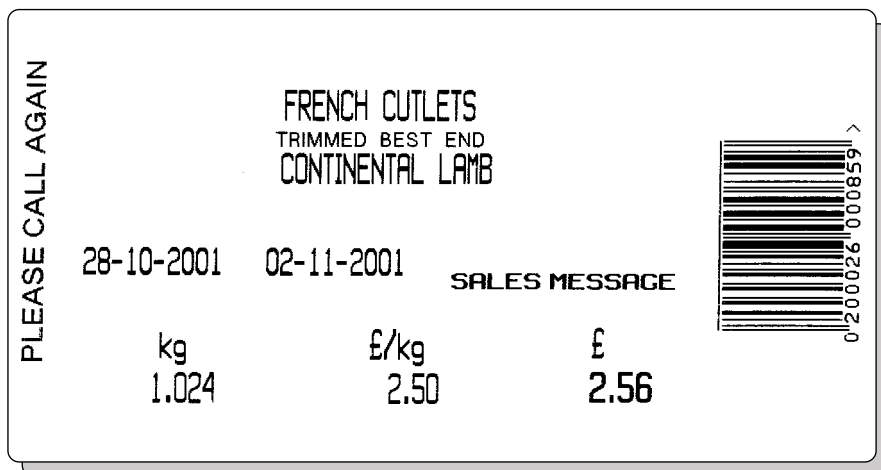 PLEASE CALL AGAIN
FRENCH CUTLETS
TRIMMED BEST END
CONTINENTAL LAMB
28-10-2001 02-11-2001 SALES MESSAGE
kg £/kg £
1.024 2.50 2.56
0 200026 000859 >